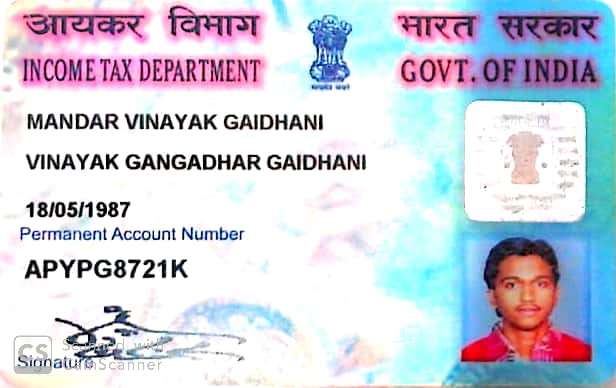 आयकर विभाग
INCOME TAX DEPARTMENT
भारत सरकार
GOVT. OF INDIA
MANDAR VINAYAK GAIDHANI
VINAYAK GANGADHAR GAIDHANI
18/05/1987
Permanent Account Number
APYPG8721K
Signature
CS
Scanned with
CamScanner